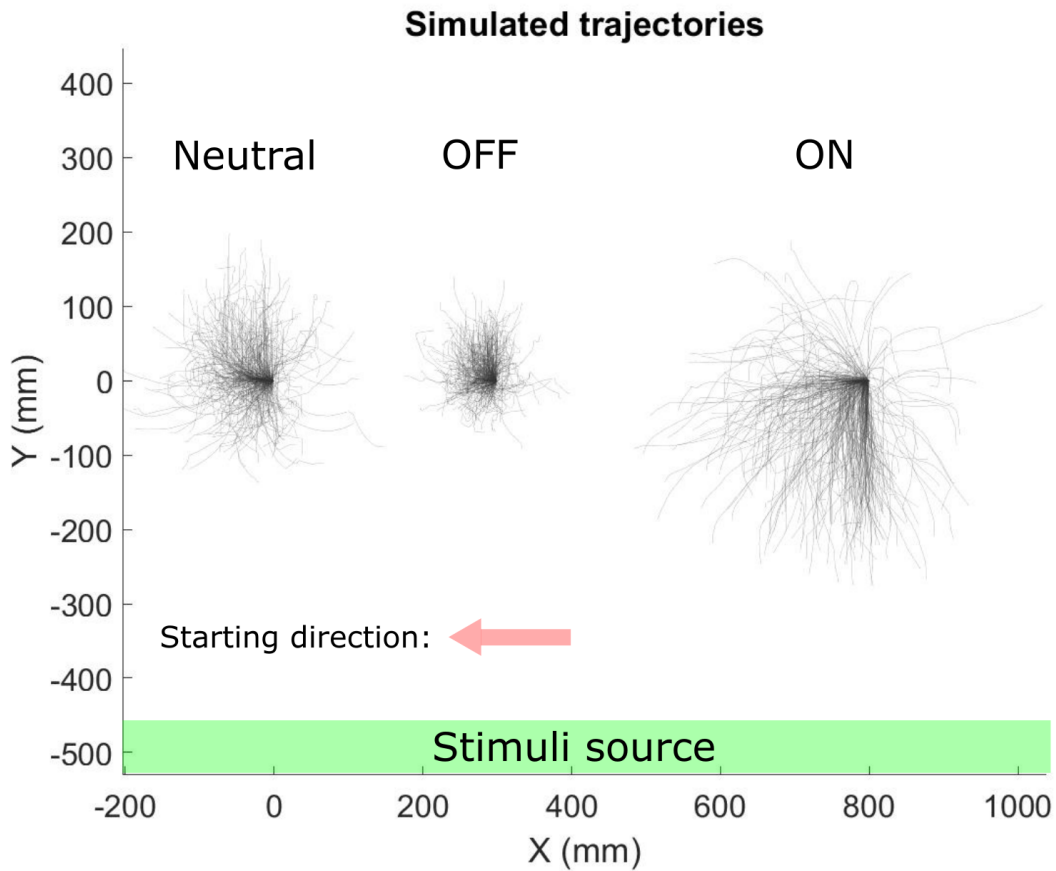 Simulated trajectories
Neutral OFF ON
400
300
200
100
0
-100
-200
-300
-400
-500
Y (mm)
Starting direction:
Stimuli source
-200 0 200 400 600 800 1000
X (mm)